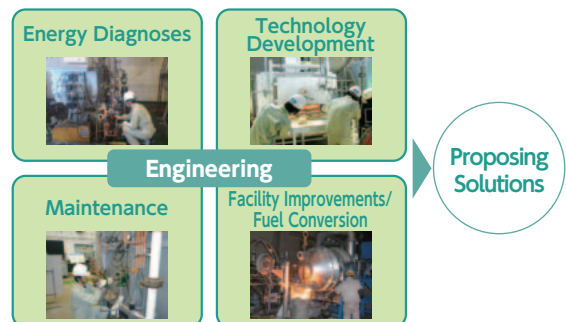 Energy Diagnoses
Technology
Development
Engineering
Maintenance
Facility Improvements/
Fuel Conversion
Proposing
Solutions